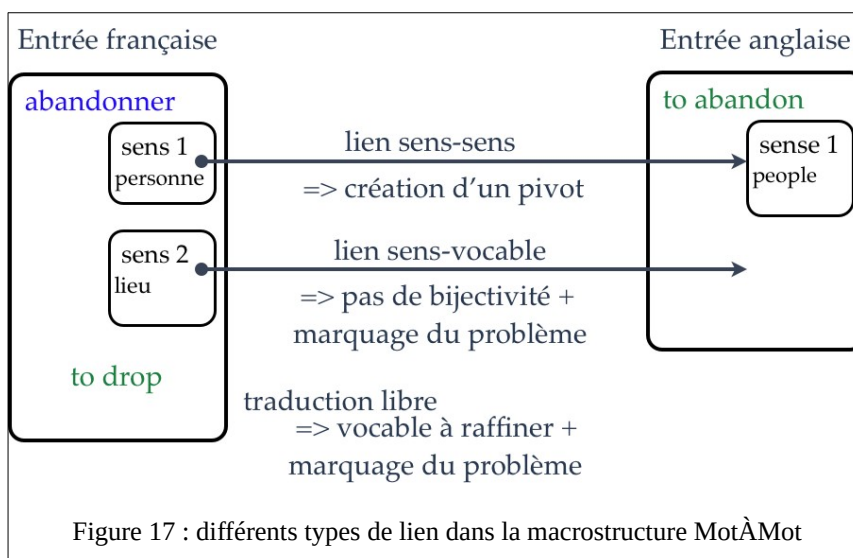 Entrée française
Entrée anglaise
abandonner
to abandon
sens 1
personne
lien sens-sens
=> création d'un pivot
sense 1
people
sens 2
lieu
lien sens-vocable
=> pas de bijectivité +
marquage du problème
to drop
traduction libre
=> vocable à raffiner +
marquage du problème
Figure 17 : différents types de lien dans la macrostructure MotÀMot